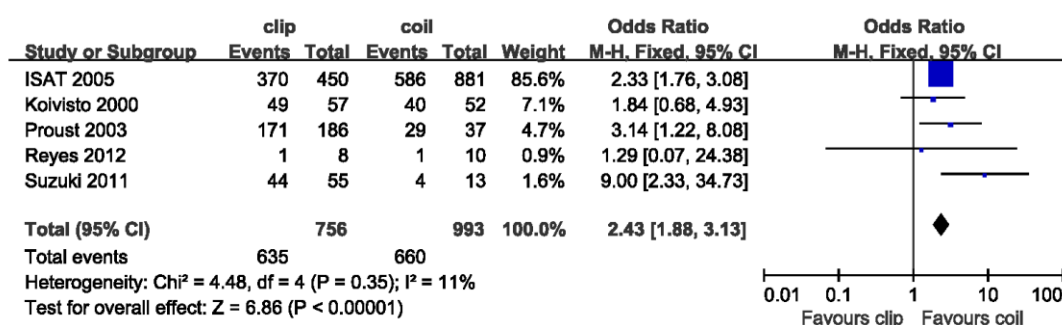 clip coil Odds Ratio Odds Ratio
Study or Subgroup Events Total Events Total Weight M-H, Fixed, 95% CI M-H, Fixed, 95% CI
ISAT 2005 370 450 586 881 85.6% 2.33 [1.76, 3.08]
Koivisto 2000 49 57 40 52 7.1% 1.84 [0.68, 4.93]
Proust 2003 171 186 29 37 4.7% 3.14 [1.22, 8.08]
Reyes 2012 1 8 1 10 0.9% 1.29 [0.07, 24.38]
Suzuki 2011 44 55 4 13 1.6% 9.00 [2.33, 34.73]
Total (95% CI) 756 993 100.0% 2.43 [1.88, 3.13]
Total events 635 660
Heterogeneity: Chi² = 4.48, df = 4 (P = 0.35); I² = 11%
Test for overall effect: Z = 6.86 (P < 0.00001)
0.01 0.1 1 10 100
Favours clip Favours coil